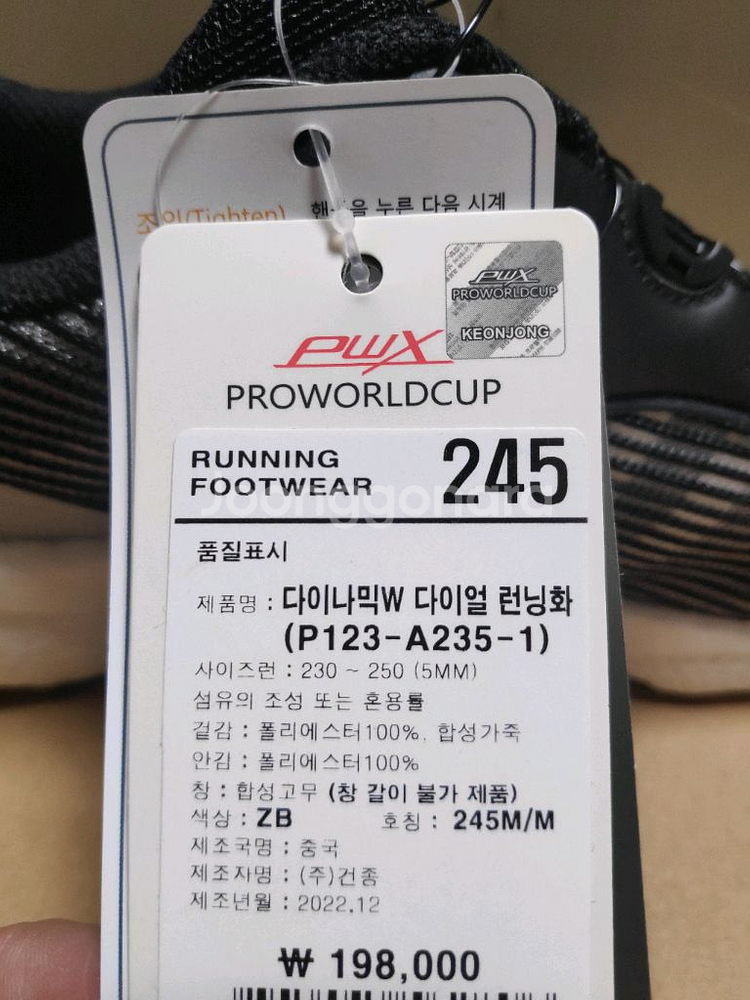 조임(Tighten) 핸들을 누른 다음 시계
PWX
PROWORLDCUP
KEONJONG
PWX
PROWORLDCUP
RUNNING
FOOTWEAR 245
Joonggonara
품질표시
제품명 : 다이나믹W 다이얼 런닝화
(P123-A235-1)
사이즈런 : 230 ~ 250 (5MM)
섬유의 조성 또는 혼용률
겉감 : 폴리에스터100%, 합성가죽
안김 : 폴리에스터100%
창 : 합성고무 (창 갈이 불가 제품)
색상 : ZB 호칭 : 245M/M
제조국명 : 중국
제조자명 : (주)건종
제조년월 : 2022.12
₩ 198,000